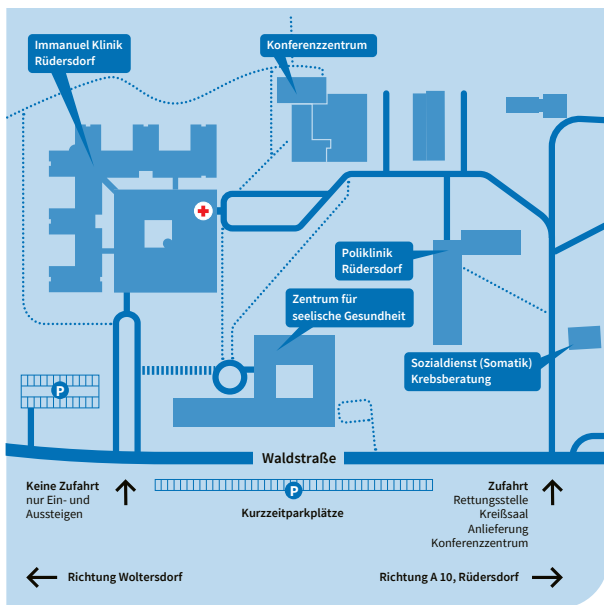 Immanuel Klinik
Rüdersdorf
Konferenzzentrum
Poliklinik
Rüdersdorf
Zentrum für
seelische Gesundheit
Sozialdienst (Somatik)
Krebsberatung
P
Waldstraße
Keine Zufahrt
nur Ein- und
Aussteigen
P
Kurzzeitparkplätze
Zufahrt
Rettungsstelle
Kreißsaal
Anlieferung
Konferenzzentrum
Richtung Woltersdorf
Richtung A 10, Rüdersdorf